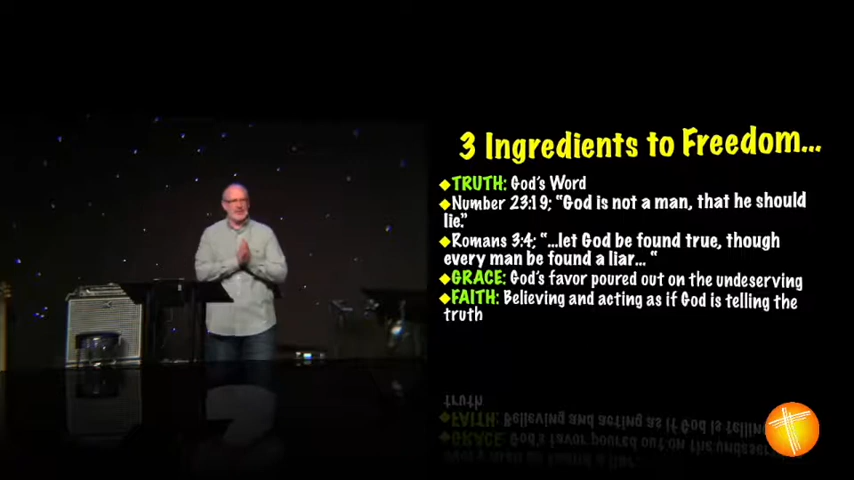 3 Ingredients to Freedom...
◆TRUTH: God's Word
◆Number 23:19; "God is not a man, that he should
lie."
◆Romans 3:4; "...let God be found true, though
every man be found a liar... "
◆GRACE: God's favor poured out on the undeserving
◆FAITH: Believing and acting as if God is telling the
truth